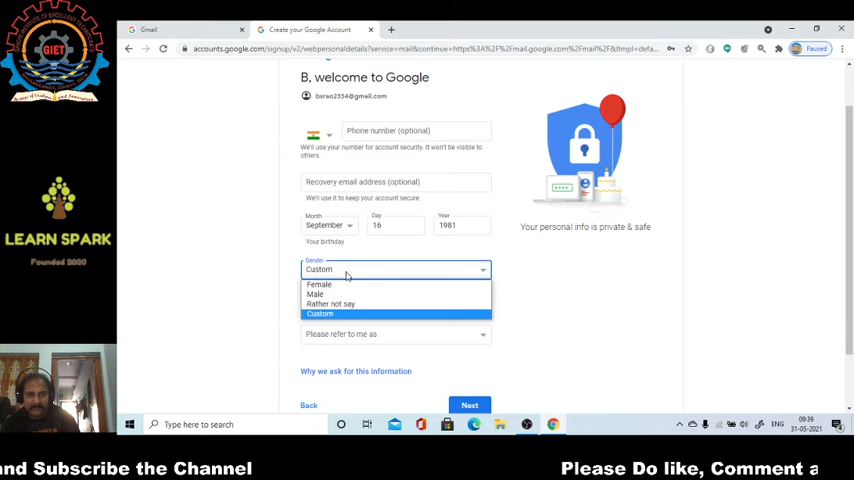 Gmail
Create your Google Account
accounts.google.com/signup/v2/webpersonaldetails?service=mail&continue=https%3A%2F%2Fmail.google.com%2Fmail%2F&ltmpl=defa...
Paused
GIET
LEARN SPARK
Founded 2020
B, welcome to Google
bsrao2334@gmail.com
Phone number (optional)
We'll use your number for account security. It won't be visible to
others.
Recovery email address (optional)
We'll use it to keep your account secure
Month
Day
Year
September
16
1981
Your birthday
Gender
Custom
Female
Male
Rather not say
Custom
Please refer to me as
Why we ask for this information
Back
Next
Your personal info is private & safe
Type here to search
ENG
09:39
31-05-2021
and Subscribe the Channel
Please Do like, Comment a